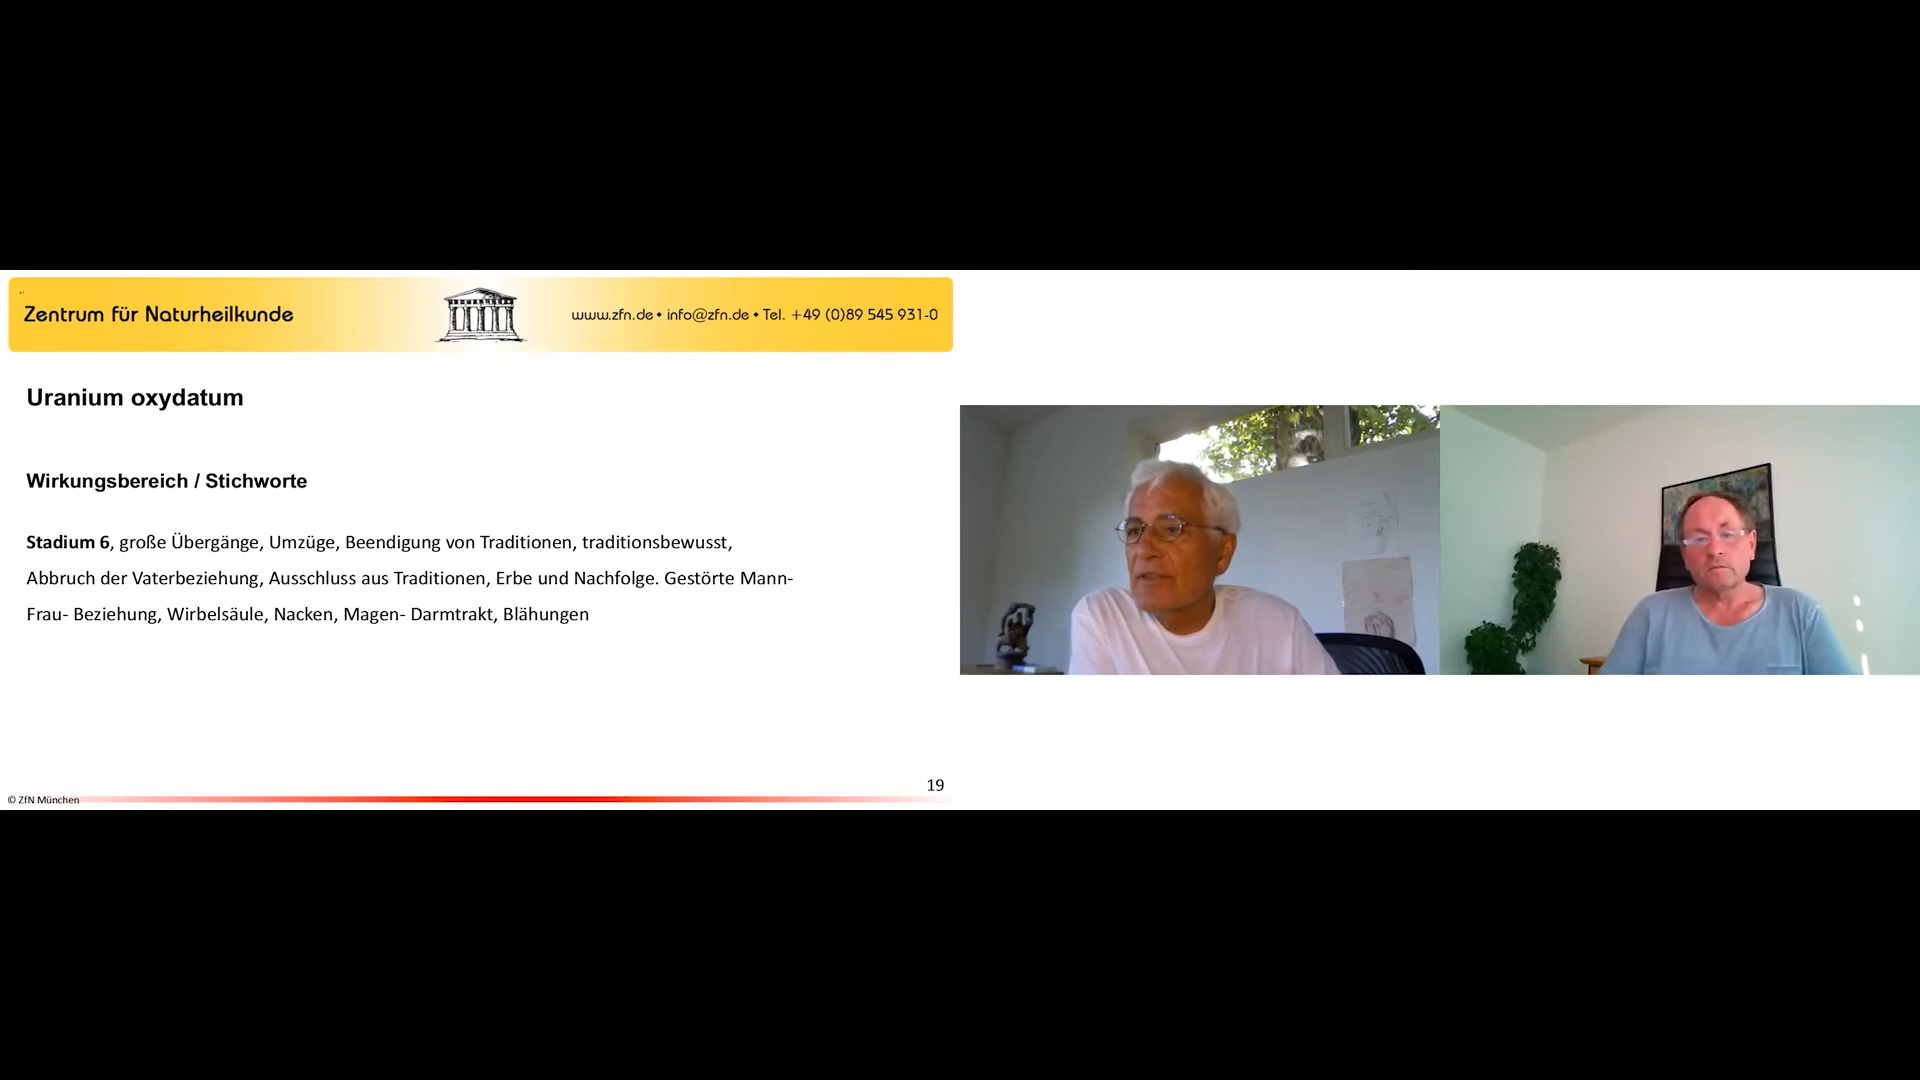 Zentrum für Naturheilkunde
www.zfn.de • info@zfn.de • Tel. +49 (0)89 545 931-0
Uranium oxydatum
Wirkungsbereich / Stichworte
Stadium 6, große Übergänge, Umzüge, Beendigung von Traditionen, traditionsbewusst,
Abbruch der Vaterbeziehung, Ausschluss aus Traditionen, Erbe und Nachfolge. Gestörte Mann-
Frau- Beziehung, Wirbelsäule, Nacken, Magen- Darmtrakt, Blähungen
19
© ZfN München